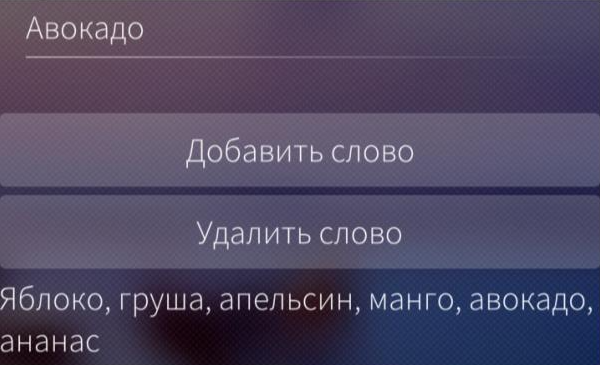 Авокадо
Добавить слово
Удалить слово
Яблоко, груша, апельсин, манго, авокадо,
ананас